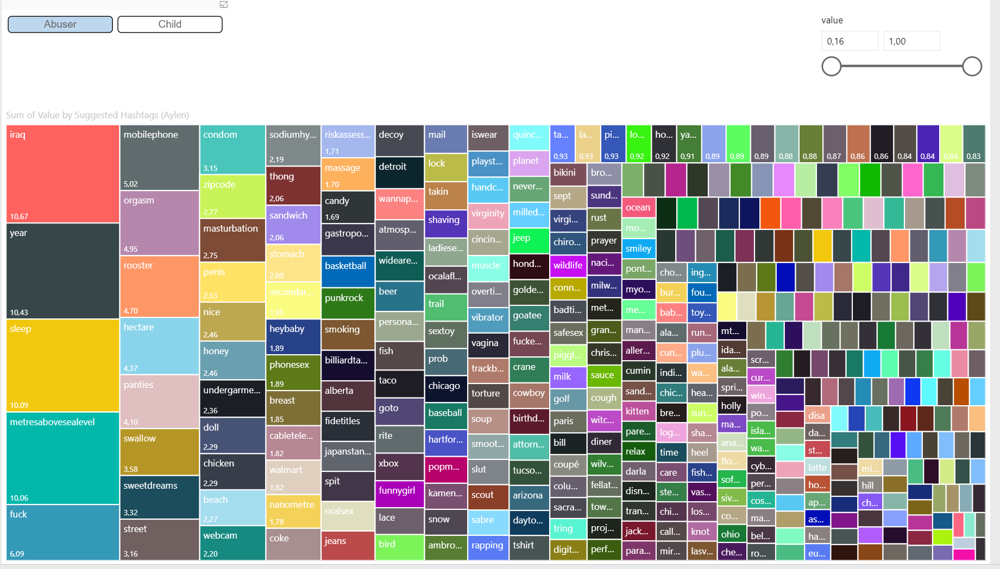 Abuser
Child
value
0,16
1,00
Sum of Value by Suggested Hashtags (Aylen)
iraq
10,67
year
10,43
sleep
10,09
metresabovesealevel
10,06
fuck
6,09
mobilephone
5,02
orgasm
4,95
rooster
4,70
hectare
4,37
panties
4,10
swallow
3,58
sweetdreams
3,32
street
3,16
condom
3,15
zipcode
2,77
masturbation
2,75
penis
2,53
nice
2,46
honey
2,46
undergarme...
2,36
doll
2,29
chicken
2,29
beach
2,27
webcam
2,20
sodiumhy...
2,19
thong
2,06
sandwich
2,06
stomach
2,00
secondar...
1,95
heybaby
1,89
phonesex
1,89
breast
1,85
cabletele...
1,82
walmart
1,82
nanometre
1,78
coke
riskassess...
1,71
massage
1,70
candy
1,69
gastropo...
basketball
punkrock
smoking
billiardta...
alberta
fidetitles
japanstan...
spit
oralsex
jeans
decoy
detroit
wannap...
atmosp...
wideare...
beer
persona...
fish
taco
goto
rite
xbox
funnygirl
lace
bird
mail
lock
takin
shaving
ladiese...
ocalafl...
trail
sextoy
prob
chicago
baseball
hartfor...
popm...
kamen...
snow
ambro...
iswear
playst...
handc...
virginity
cincin...
muscle
overti...
vibrator
vagina
trackb...
torture
soup
smoot...
slut
scout
sabre
rapping
quinc...
planet
never...
milled...
jeep
hond...
golde...
goatee
fucke...
crane
cowboy
birthd...
attorn...
tucso...
arizona
dayto...
tshirt
ta...
0,93
la...
0,93
pi...
0,93
lo...
0,92
ho...
0,92
ya...
0,91
0,89
0,89
0,89
0,88
0,88
0,87
0,86
0,86
0,84
0,84
0,84
0,83
bikini
sept
virgi...
chiro...
wildlife
conn...
badti...
safesex
piggl...
milk
golf
paris
bill
coupé
colu...
sacra...
tring
digit...
bro...
sund...
rust
prayer
naci...
milw...
met...
gran...
chris...
sauce
cough
witc...
diner
wilv...
fellat...
tow...
proj...
perf...
ocean
mo...
smiley
pont...
myo...
me...
man...
aller...
cumin
sand...
kitten
pare...
relax
darla
disn...
tran...
jack...
para...
cho...
bur...
bab...
ala...
cun...
indi...
chic...
bre...
log...
time
care
ste...
chi...
call...
mir...
ing...
fou...
toy...
run...
plu...
wa...
hea...
sun...
sha...
heel
fish...
vas...
los...
knot
lasv...
mt...
ida...
ala...
spri...
holly
ma...
ana...
flo...
sof...
siv...
co...
ohio
che...
scr...
cur...
win...
po...
isla...
wa...
cyb...
per...
cos...
ma...
bel...
ro...
disa
da...
st...
latte
ho...
ap...
as...
ha...
eu...
mi...
hill
ch...